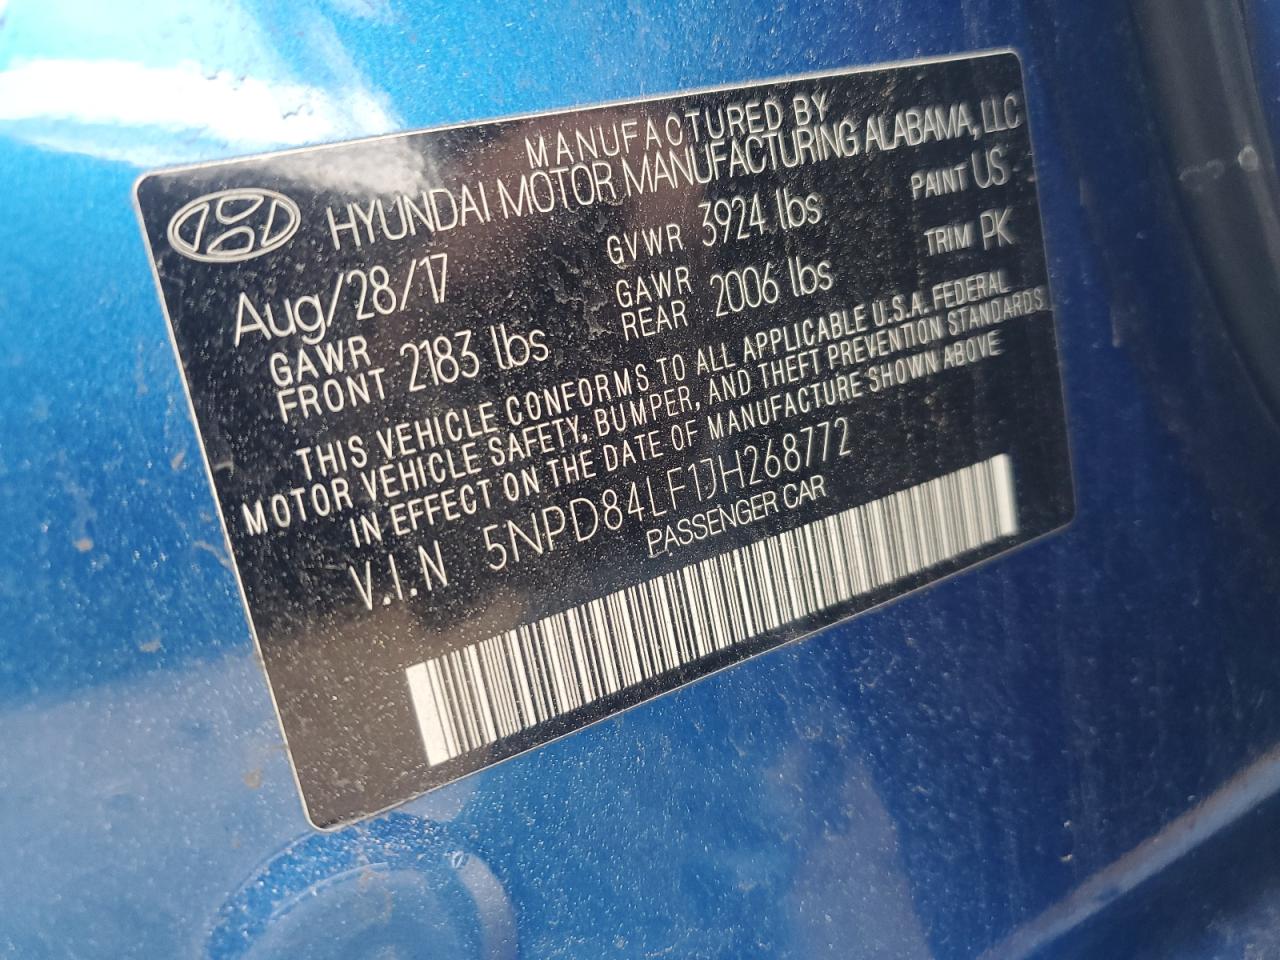 MANUFACTURED BY
HYUNDAI MOTOR MANUFACTURING ALABAMA, LLC
Aug/28/17 GVWR 3924 lbs PAINT US
GAWR FRONT 2183 lbs GAWR REAR 2006 lbs TRIM PK
THIS VEHICLE CONFORMS TO ALL APPLICABLE U.S.A. FEDERAL
MOTOR VEHICLE SAFETY, BUMPER, AND THEFT PREVENTION STANDARDS
IN EFFECT ON THE DATE OF MANUFACTURE SHOWN ABOVE
V.I.N 5NPD84LF1JH268772
PASSENGER CAR